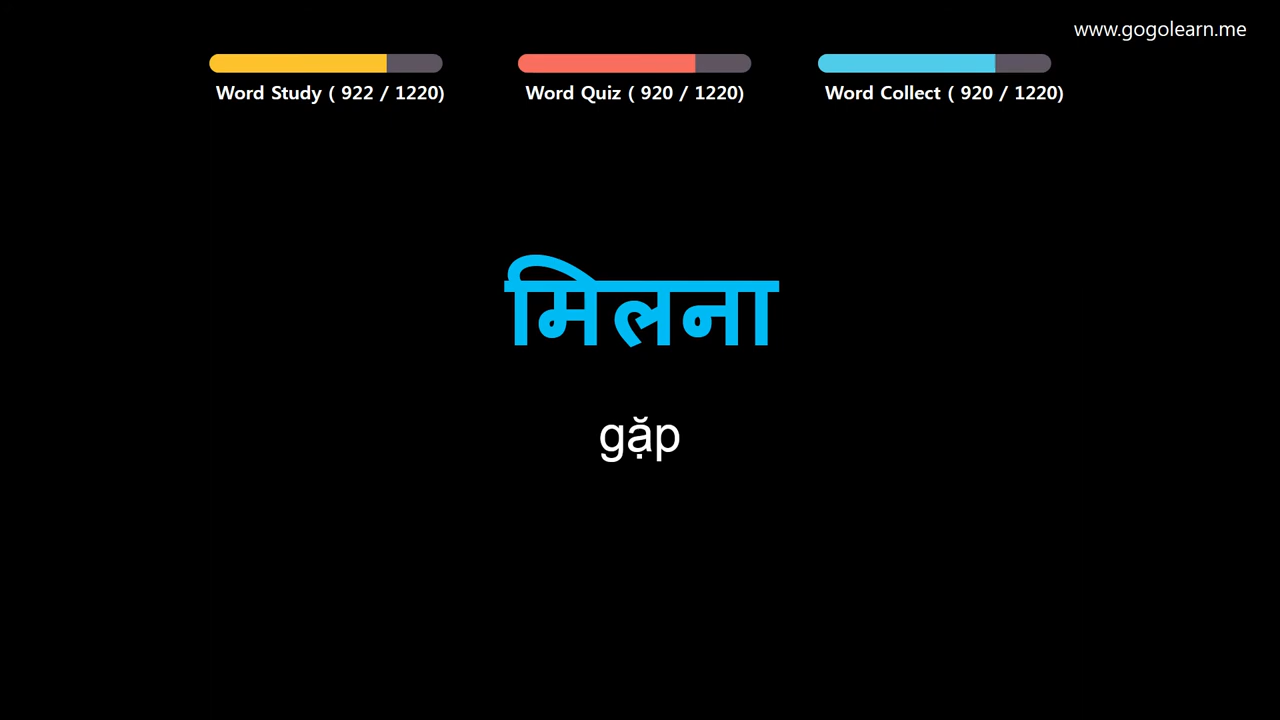 www.gogolearn.me
Word Study ( 922 / 1220)
Word Quiz ( 920 / 1220)
Word Collect ( 920 / 1220)
मिलना
gặp